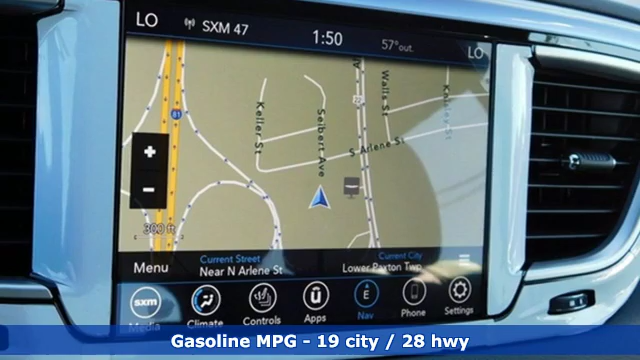 LO
SXM 47
1:50
57° out.
LO
81
Keller St
Selbert Ave
Walls St
S Arlene St
+
-
300 ft
Menu
Current Street
Near N Arlene St
Current City
Lower Paxton Twp
sxm
Media
Climate
Controls
Apps
E
Nav
Phone
Settings
Gasoline MPG - 19 city / 28 hwy